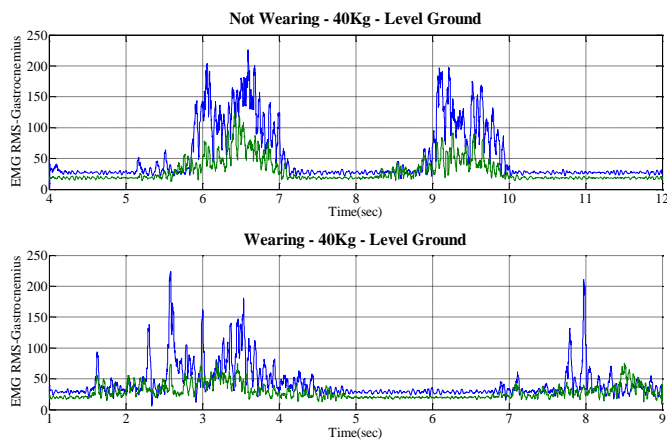 Not Wearing - 40Kg - Level Ground
250
200
150
100
50
0
EMG RMS-Gastrocnemius
4 5 6 7 8 9 10 11 12
Time(sec)
Wearing - 40Kg - Level Ground
250
200
150
100
50
0
EMG RMS-Gastrocnemius
1 2 3 4 5 6 7 8 9
Time(sec)